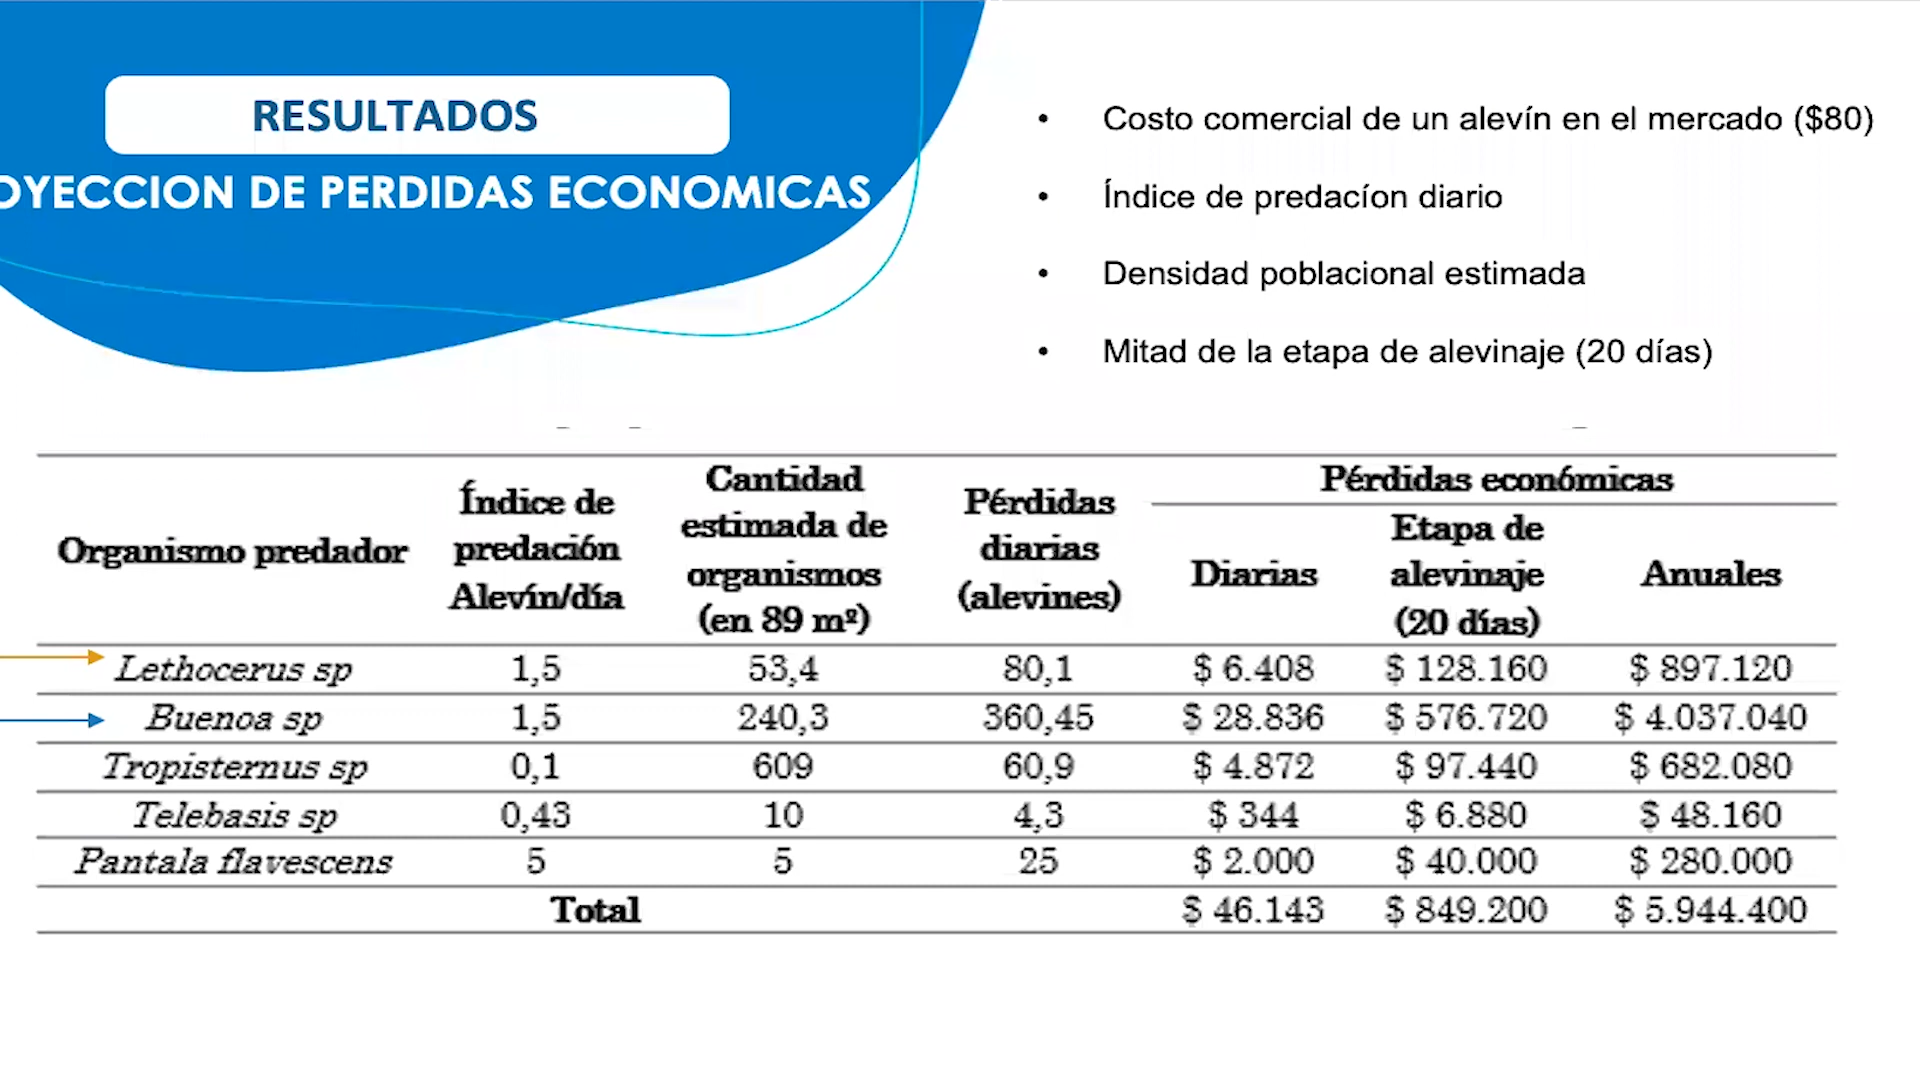 RESULTADOS
OYECCION DE PERDIDAS ECONOMICAS
• Costo comercial de un alevín en el mercado ($80)
• Índice de predacíon diario
• Densidad poblacional estimada
• Mitad de la etapa de alevinaje (20 días)
Organismo predador
Índice de
predación
Alevín/día
Cantidad
estimada de
organismos
(en 89 m²)
Pérdidas
diarias
(alevines)
Pérdidas económicas
Diarias
Etapa de
alevinaje
(20 días)
Anuales
Lethocerus sp 1,5 53,4 80,1 $ 6.408 $ 128.160 $ 897.120
Buenoa sp 1,5 240,3 360,45 $ 28.836 $ 576.720 $ 4.037.040
Tropisternus sp 0,1 609 60,9 $ 4.872 $ 97.440 $ 682.080
Telebasis sp 0,43 10 4,3 $ 344 $ 6.880 $ 48.160
Pantala flavescens 5 5 25 $ 2.000 $ 40.000 $ 280.000
Total $ 46.143 $ 849.200 $ 5.944.400